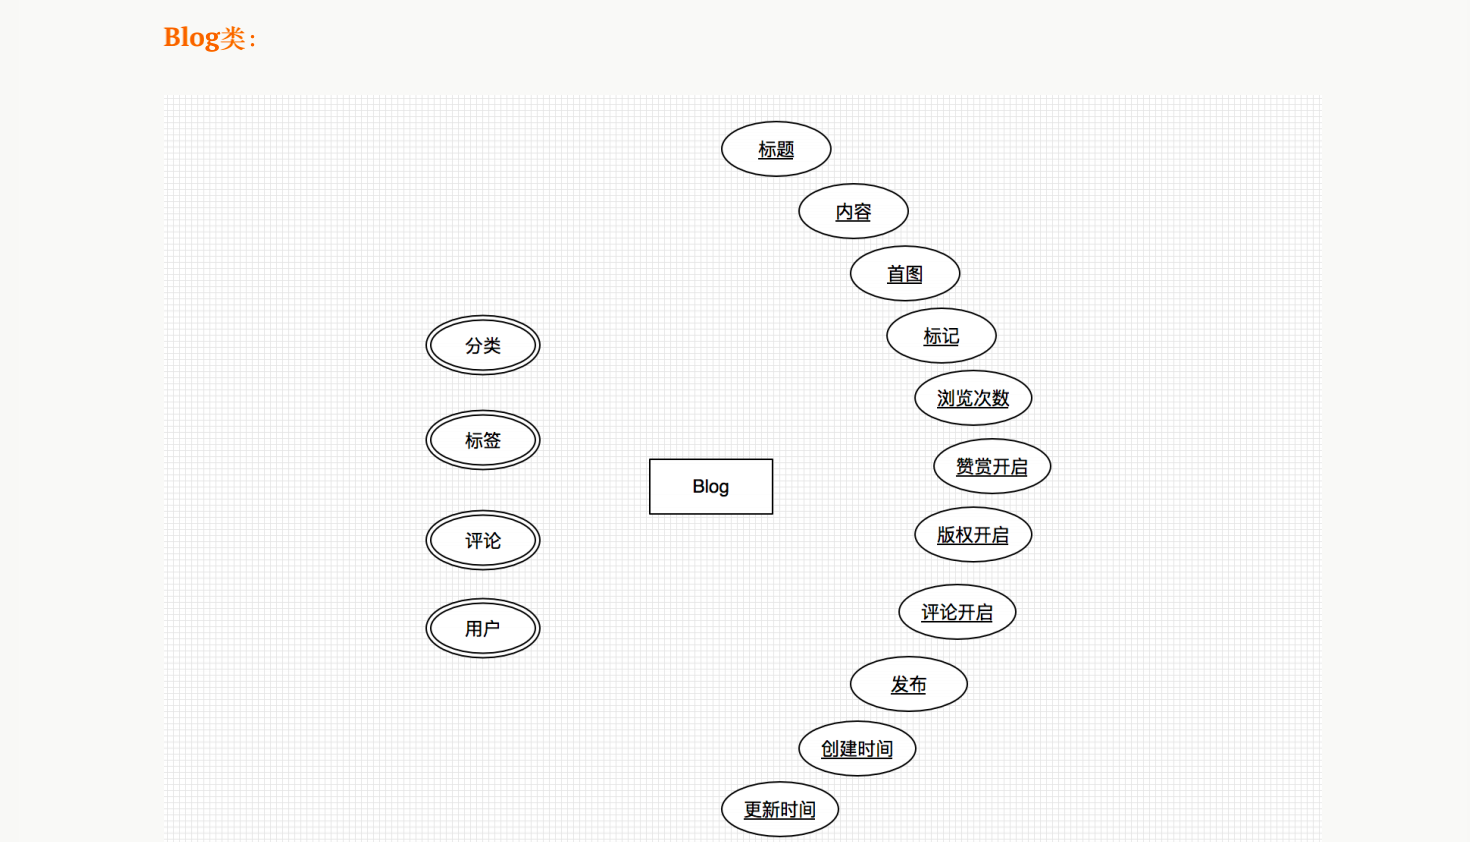 Blog类：
标题
内容
首图
标记
浏览次数
赞赏开启
版权开启
评论开启
发布
创建时间
更新时间
分类
标签
评论
用户
Blog